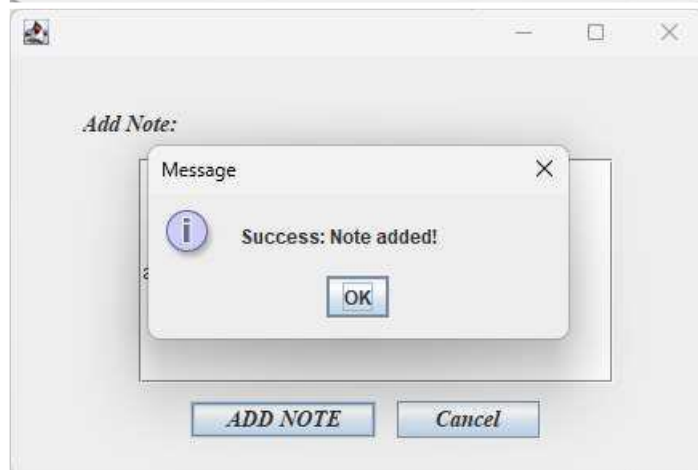 Add Note:
Message
Success: Note added!
OK
ADD NOTE
Cancel